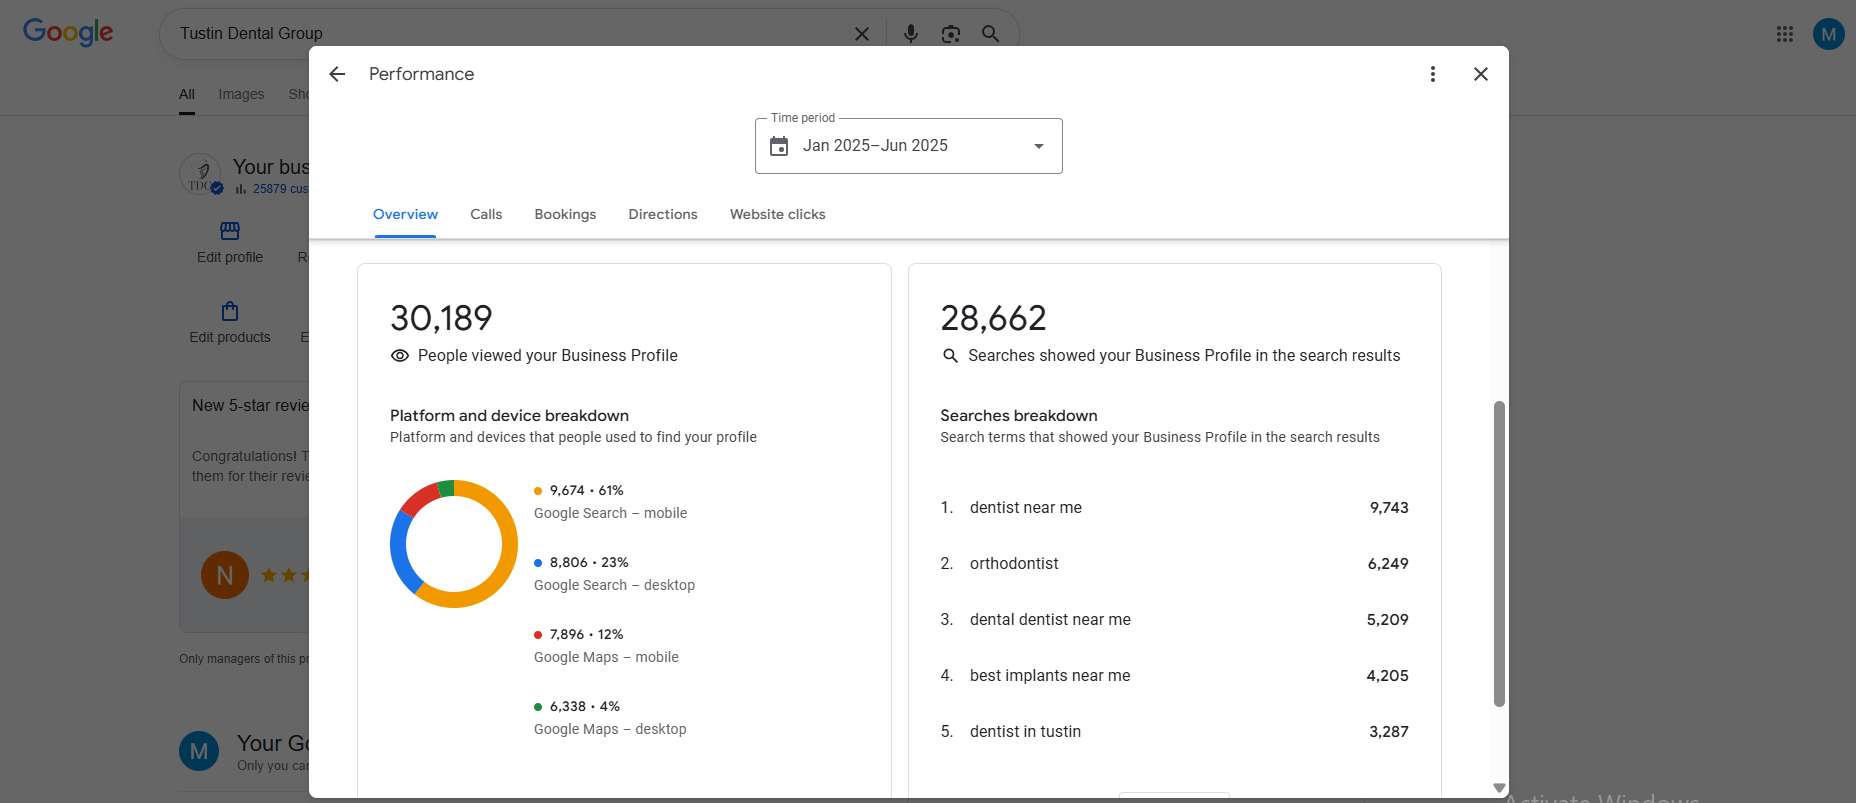 Google
Tustin Dental Group
All
Images
Performance
Time period
Jan 2025–Jun 2025
Overview
Calls
Bookings
Directions
Website clicks
Your bus
TDG
25879 cus
Edit profile
R
Edit products
E
New 5-star revie
Congratulations! T
them for their revie
N
Only managers of this pr
M
Your Go
Only you can
30,189
People viewed your Business Profile
Platform and device breakdown
Platform and devices that people used to find your profile
9,674 • 61%
Google Search – mobile
8,806 • 23%
Google Search – desktop
7,896 • 12%
Google Maps – mobile
6,338 • 4%
Google Maps – desktop
28,662
Searches showed your Business Profile in the search results
Searches breakdown
Search terms that showed your Business Profile in the search results
1. dentist near me 9,743
2. orthodontist 6,249
3. dental dentist near me 5,209
4. best implants near me 4,205
5. dentist in tustin 3,287
M
Activate Windows